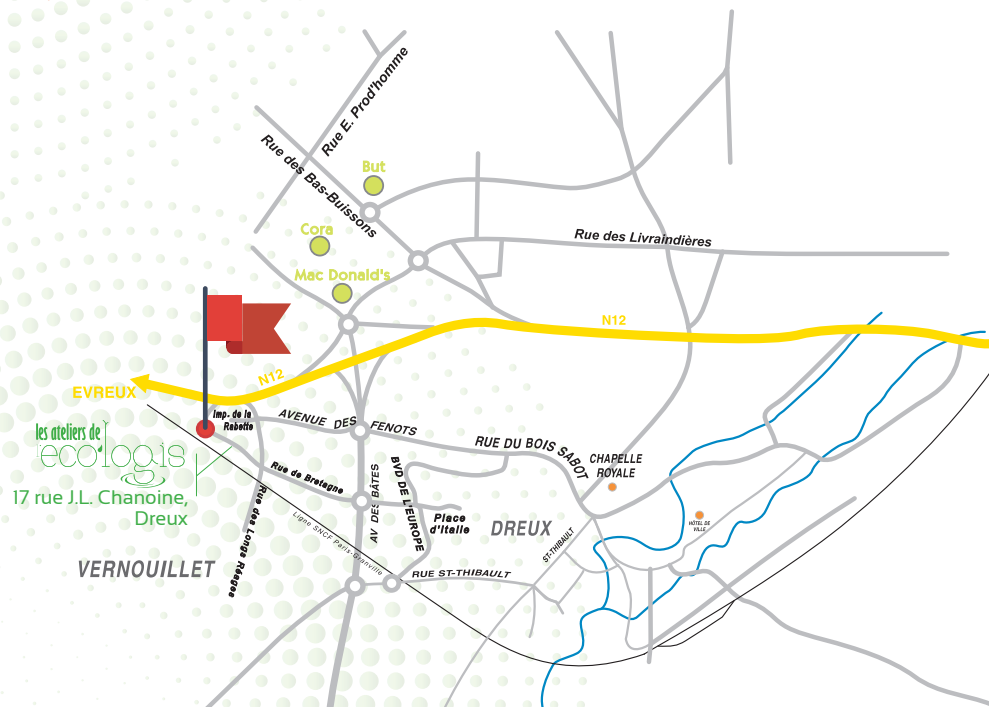 Rue E. Prod'homme
Rue des Bas-Buissons
But
Cora
Mac Donald's
Rue des Livraindières
N12
N12
EVREUX
Imp. de la
Rabette
AVENUE DES FENOTS
les ateliers de
ecologis
17 rue J.L. Chanoine,
Dreux
RUE DU BOIS SABOT
CHAPELLE
ROYALE
Rue de Bretagne
AV DES BÂTES
BVD DE L'EUROPE
Place
d'Italie
DREUX
HÔTEL DE
VILLE
ST-THIBAULT
Ligne SNCF Paris-Granville
Rue des Longs Réages
VERNOUILLET
RUE ST-THIBAULT